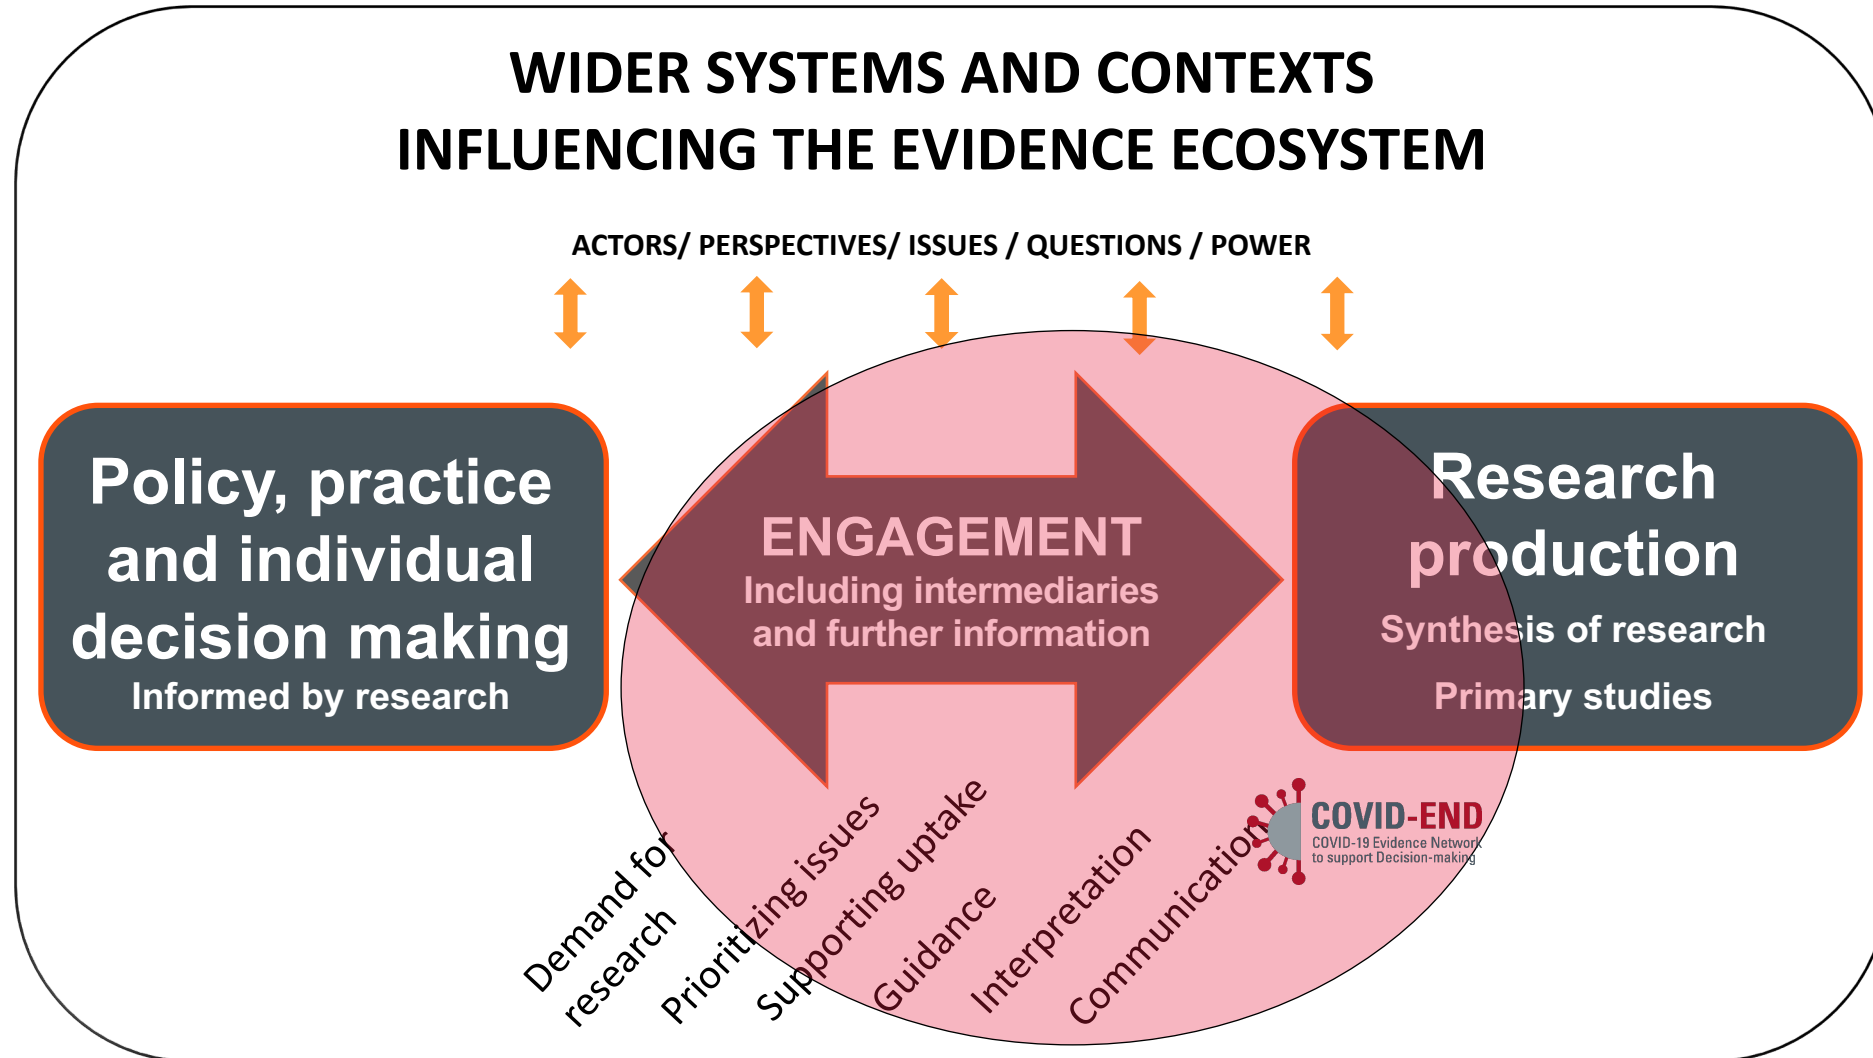 WIDER SYSTEMS AND CONTEXTS
INFLUENCING THE EVIDENCE ECOSYSTEM
ACTORS/ PERSPECTIVES/ ISSUES / QUESTIONS / POWER
Policy, practice
and individual
decision making
Informed by research
ENGAGEMENT
Including intermediaries
and further information
Research
production
Synthesis of research
Primary studies
Demand for
research
Prioritizing issues
Supporting uptake
Guidance
Interpretation
Communication
COVID-END
COVID-19 Evidence Network
to support Decision-making